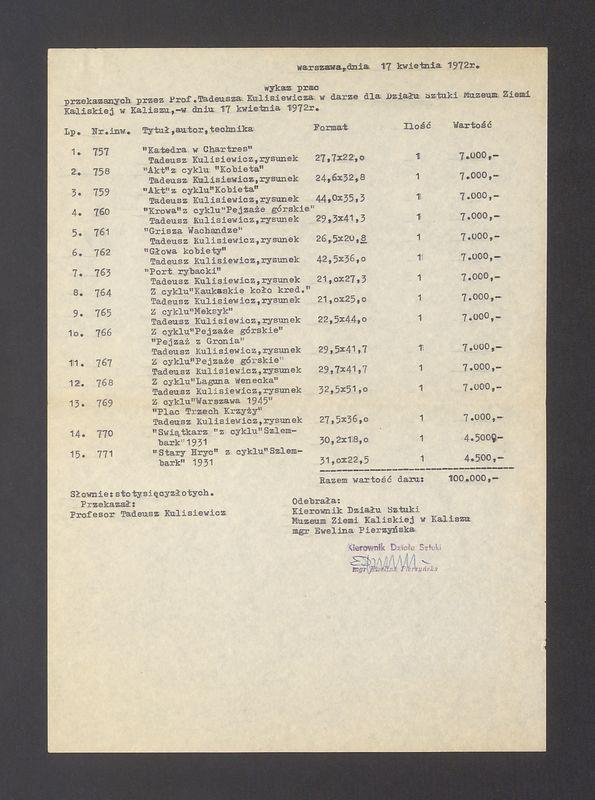 Warszawa,dnia 17 kwietnia 1972r.
wykaz prac
przekazanych przez Prof.Tadeusza Kulisiewicza w darze dla Działu Sztuki Muzeum Ziemi
Kaliskiej w Kaliszu,-w dniu 17 kwietnia 1972r.
Lp. Nr.inw. Tytuł,autor,technika Format Ilość Wartość
1. 757 "Katedra w Chartres"
Tadeusz Kulisiewicz,rysunek 27,7x22,o 1 7.000,-
2. 758 "Akt"z cyklu "Kobieta"
Tadeusz Kulisiewicz,rysunek 24,6x32,8 1 7.000,-
3. 759 "Akt"z cyklu"Kobieta"
Tadeusz Kulisiewicz,rysunek 44,0x35,3 1 7.000,-
4. 760 "Krowa"z cyklu"Pejzaże górskie"
Tadeusz Kulisiewicz,rysunek 29,3x41,3 1 7.000,-
5. 761 "Grisza Wachandze"
Tadeusz Kulisiewicz,rysunek 26,5x20,8 1 7.000,-
6. 762 "Głowa kobiety"
Tadeusz Kulisiewicz,rysunek 42,5x36,o 1 7.000,-
7. 763 "Port rybacki"
Tadeusz Kulisiewicz,rysunek 21,ox27,3 1 7.000,-
8. 764 Z cyklu"Kaukaskie koło kred."
Tadeusz Kulisiewicz,rysunek 21,ox25,o 1 7.000,-
9. 765 Z cyklu"Meksyk"
Tadeusz Kulisiewicz,rysunek 22,5x44,o 1 7.000,-
1o. 766 Z cyklu"Pejzaże górskie"
"Pejzaż z Gronia"
Tadeusz Kulisiewicz,rysunek 29,5x41,7 1 7.000,-
11. 767 Z cyklu"Pejzaże górskie"
Tadeusz Kulisiewicz,rysunek 29,7x41,7 1 7.000,-
12. 768 Z cyklu"Laguna Wenecka"
Tadeusz Kulisiewicz,rysunek 32,5x51,o 1 7.000,-
13. 769 Z cyklu"Warszawa 1945"
"Plac Trzech Krzyży"
Tadeusz Kulisiewicz,rysunek 27,5x36,o 1 7.000,-
14. 770 "Świątkarz "z cyklu"Szlem-
bark"1931 30,2x18,o 1 4.500,-
15. 771 "Stary Hryc" z cyklu"Szlem-
bark" 1931 31,ox22,5 1 4.500,-
Razem wartość daru: 100.000,-
Słownie:stotysięcyzłotych.
Przekazał:
Profesor Tadeusz Kulisiewicz
Odebrała:
Kierownik Działu Sztuki
Muzeum Ziemi Kaliskiej w Kaliszu
mgr Ewelina Pierzyńska
Kierownik Działu Sztuki
mgr Ewelina Pierzyńska